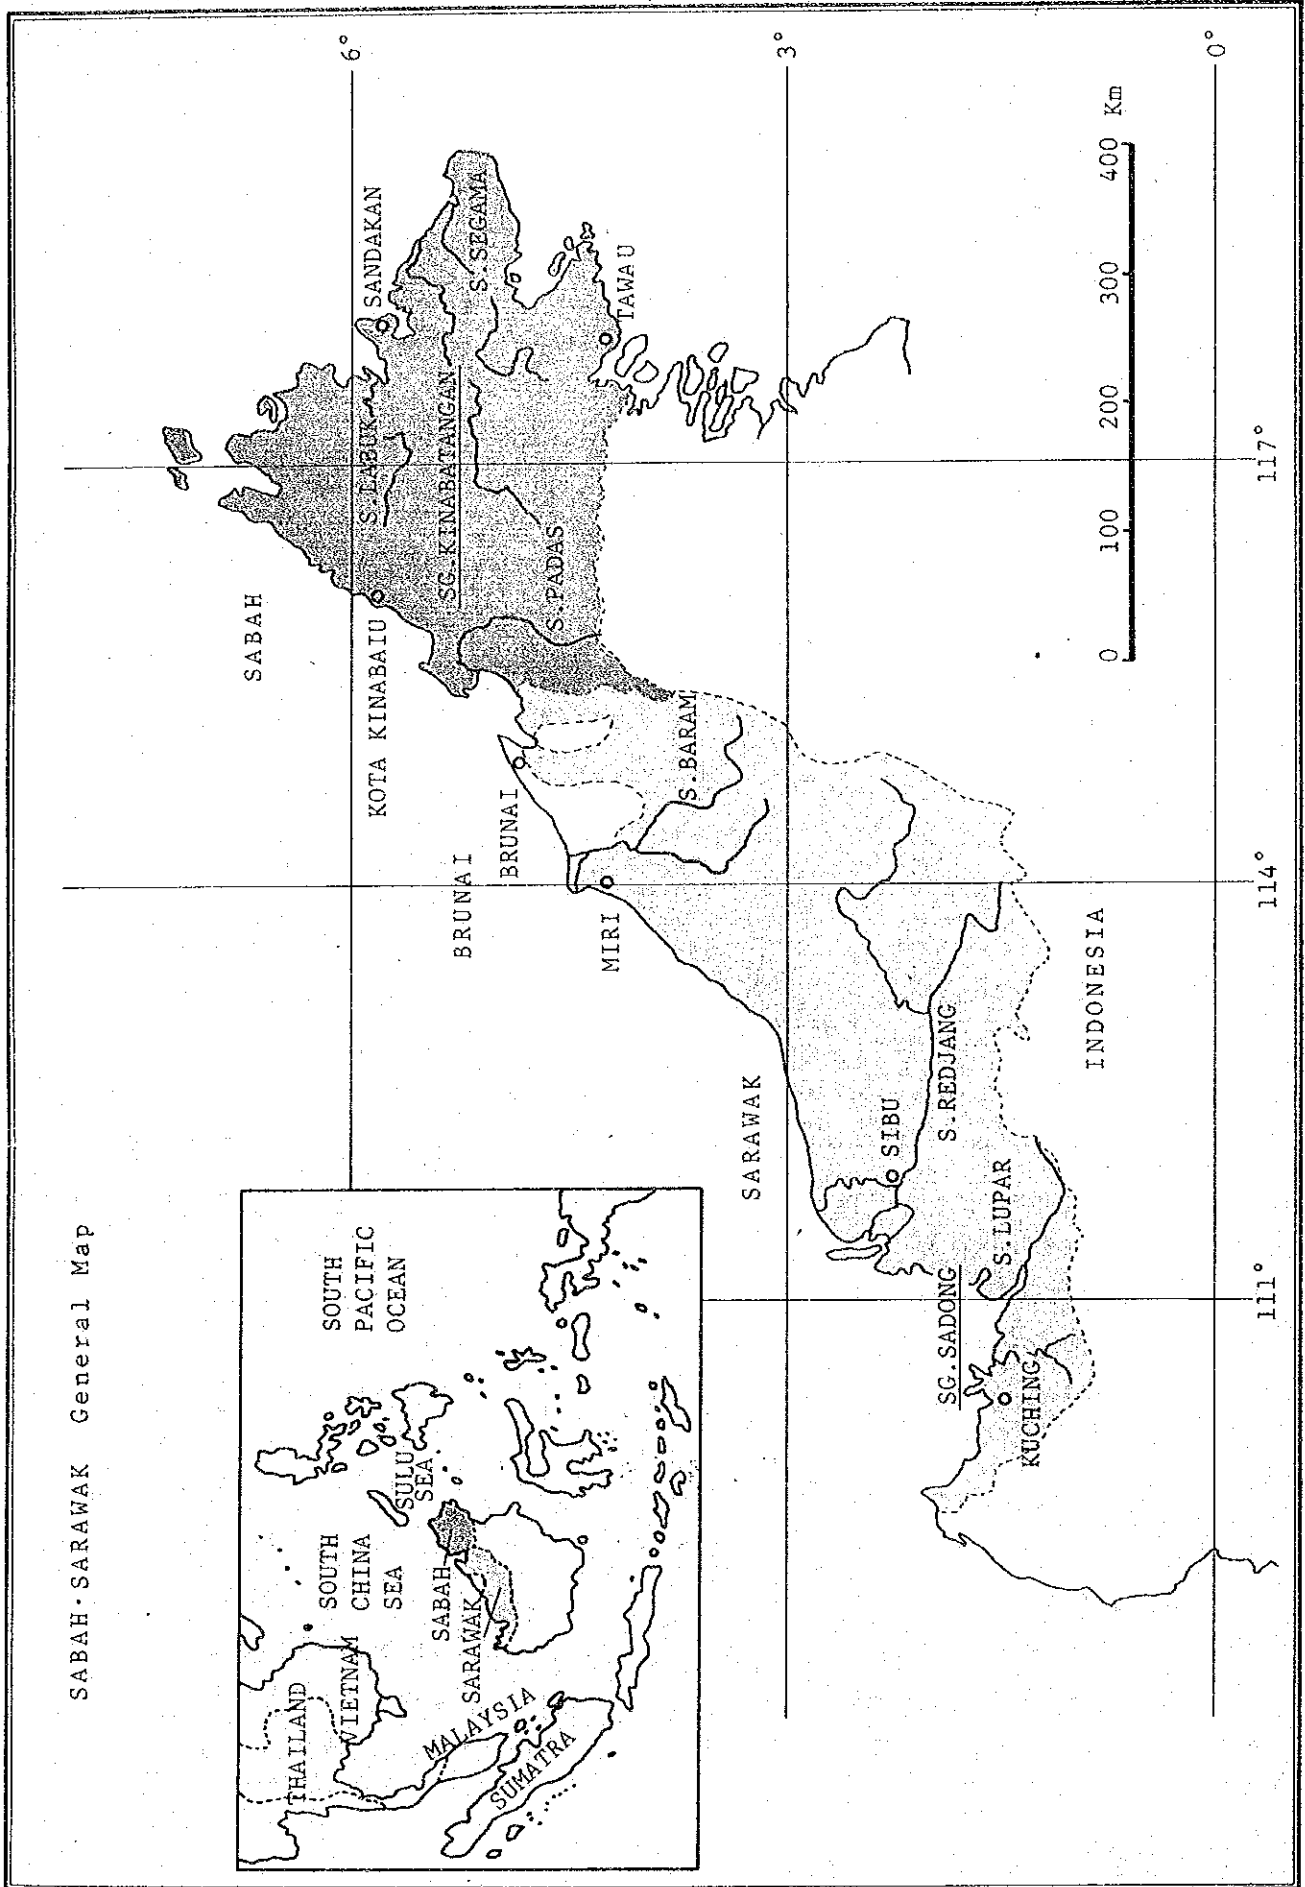 SABAH·SARAWAK General Map
THAILAND
VIETNAM
MALAYSIA
SUMATRA
SOUTH
CHINA
SEA
SABAH
SARAWAK
SULU
SEA
SOUTH
PACIFIC
OCEAN
SABAH
KOTA KINABAIU
BRUNAI
BRUNAI
MIRI
SARAWAK
SANDAKAN
S.LABUK
SG.KINABATANGAN
S.SEGAMA
S.PADAS
TAWAU
S.BARAM
SIBU
S.REDJANG
S.LUPAR
SG.SADONG
KUCHING
INDONESIA
6°
3°
0°
111°
114°
117°
0 100 200 300 400 Km